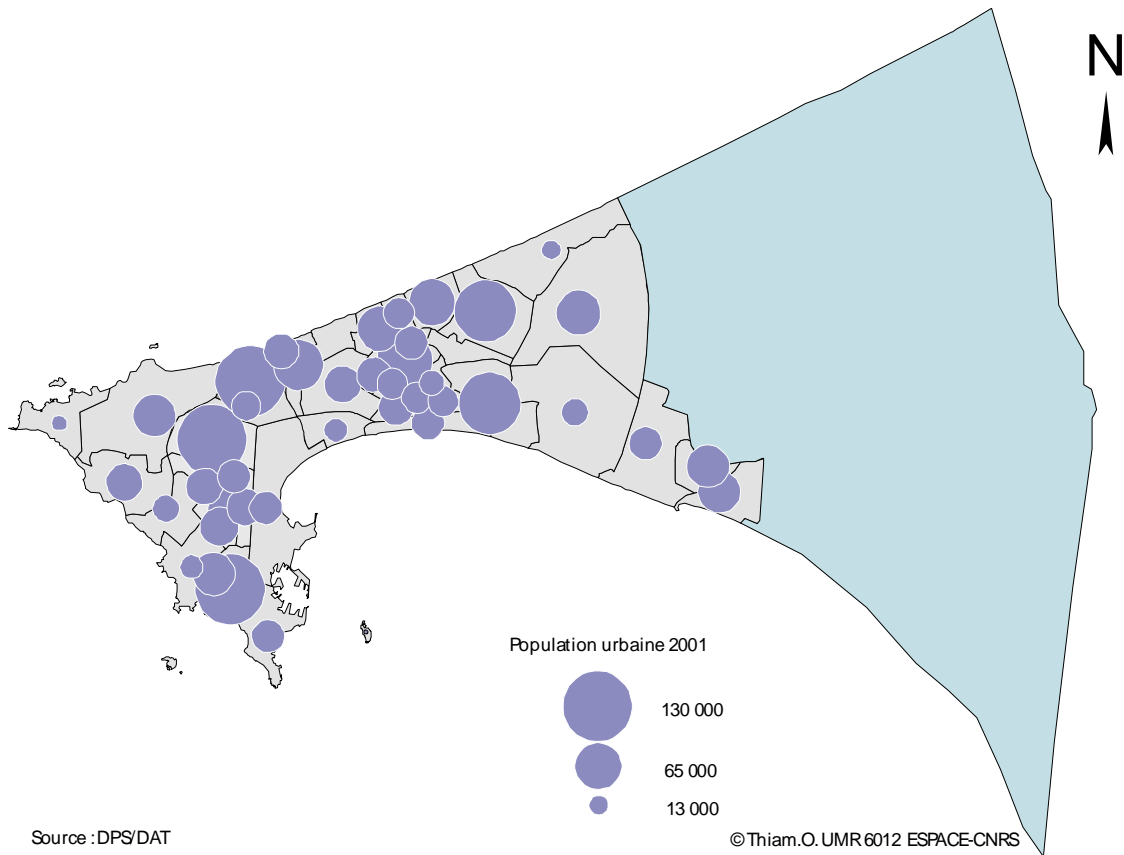 N
Population urbaine 2001
130 000
65 000
13 000
Source : DPS/DAT
© Thiam.O. UMR 6012 ESPACE-CNRS